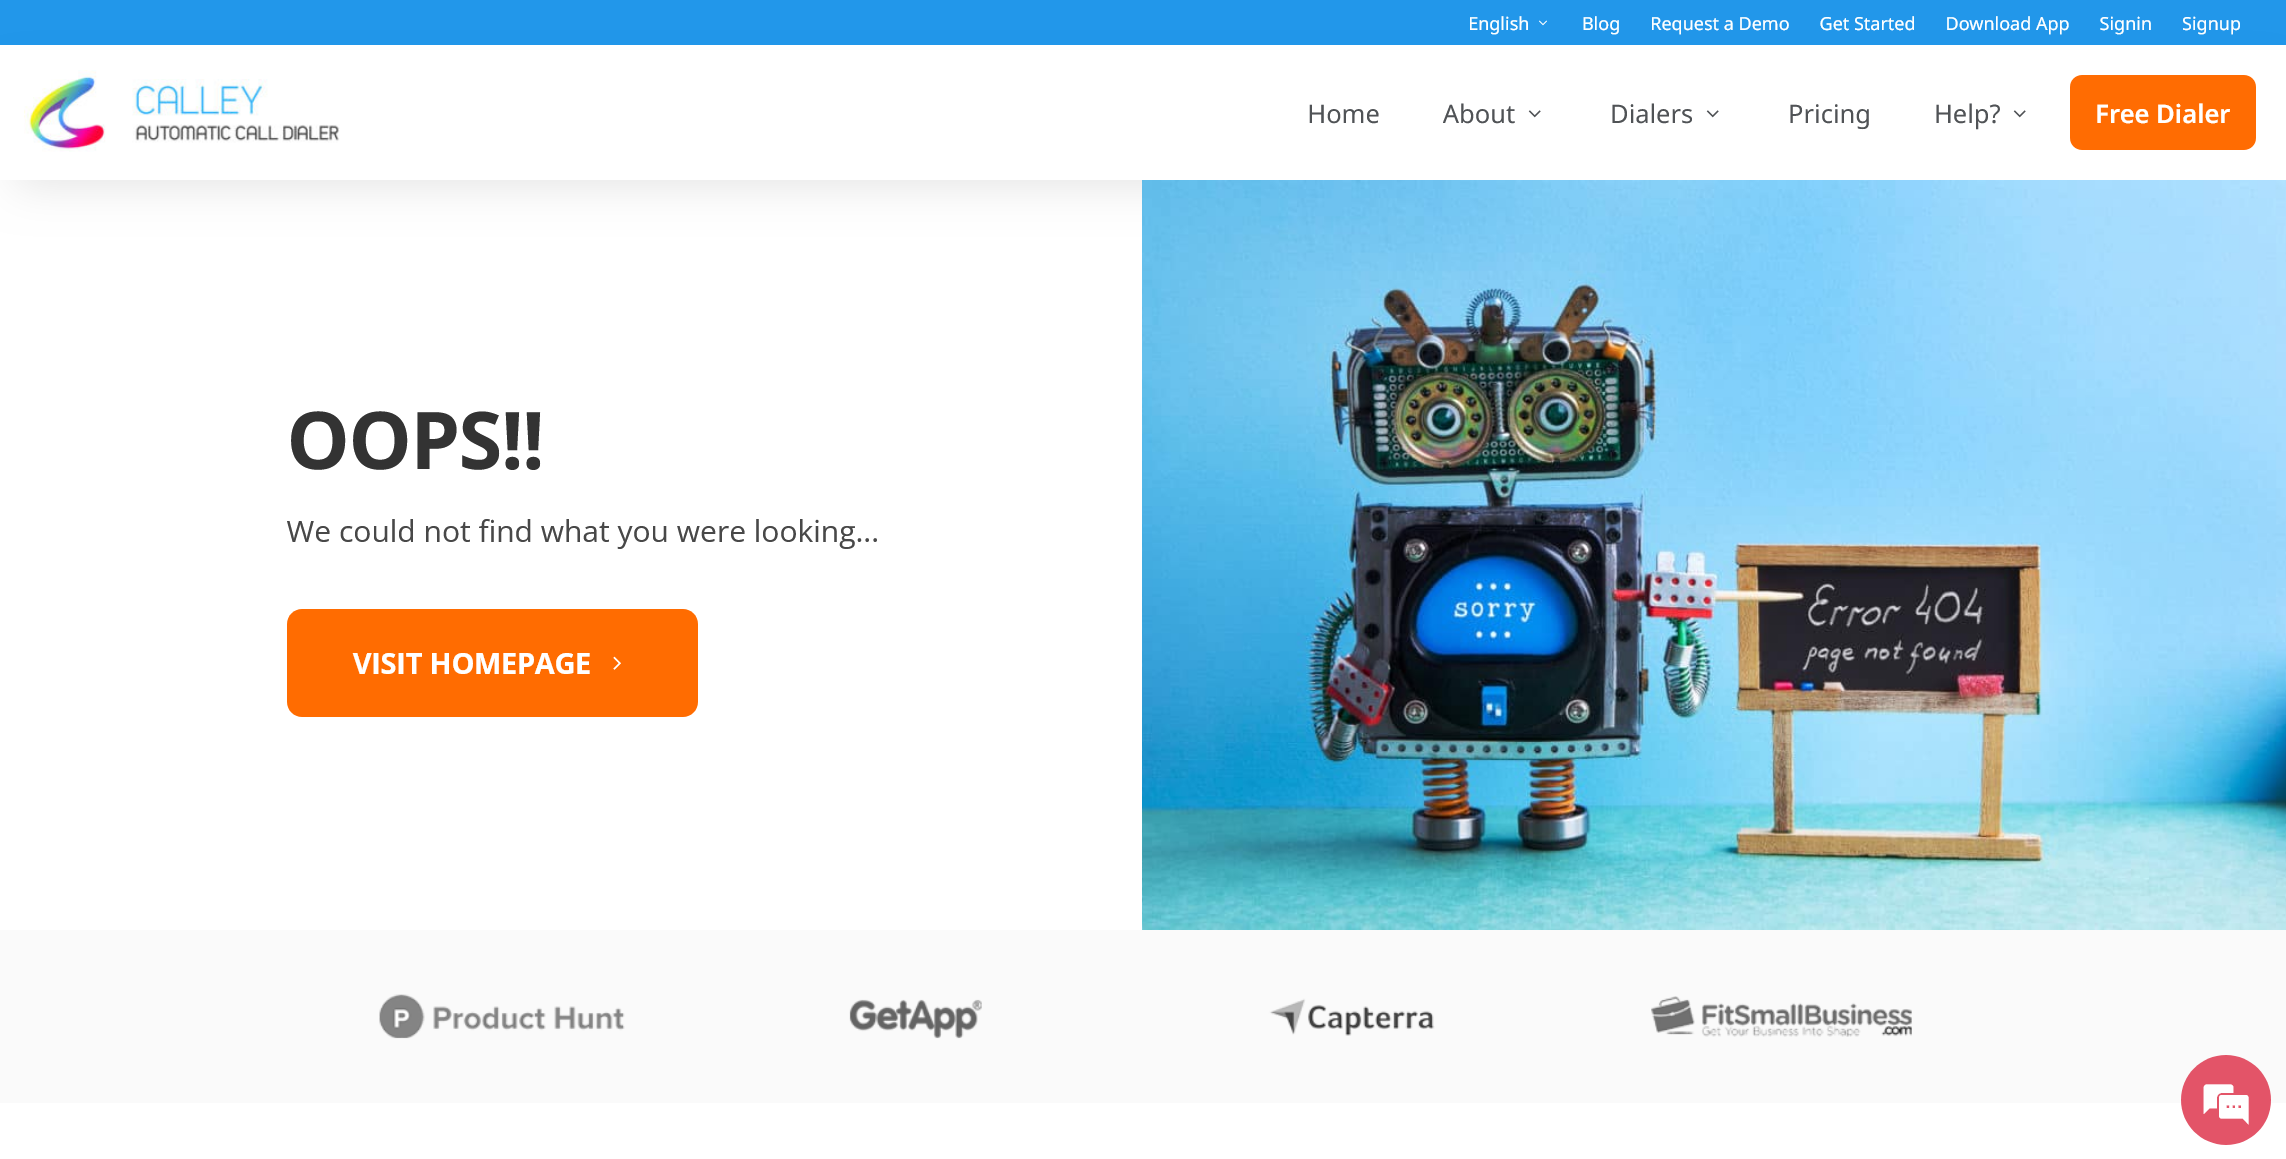 English Blog Request a Demo Get Started Download App Signin Signup
CALLEY
AUTOMATIC CALL DIALER
Home About Dialers Pricing Help? Free Dialer
OOPS!!
We could not find what you were looking...
VISIT HOMEPAGE
sorry
Error 404
page not found
P Product Hunt
GetApp®
Capterra
FitSmallBusiness
Get Your Business Into Shape
.com